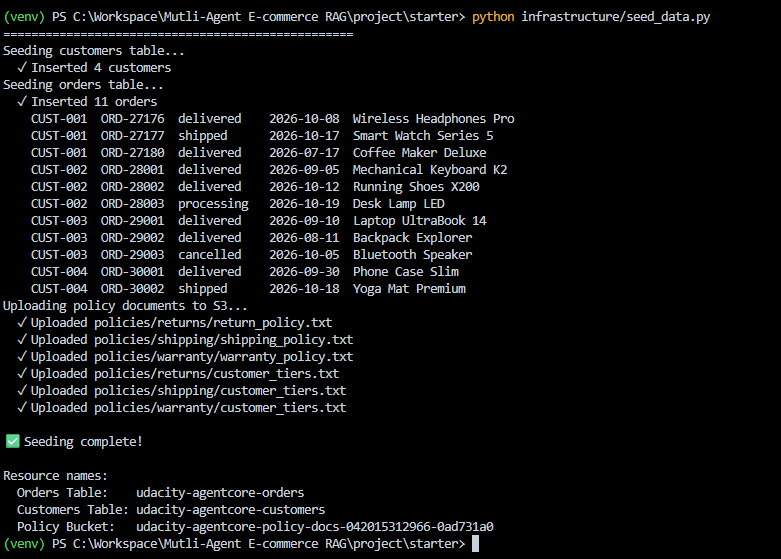 (venv) PS C:\Workspace\Mutli-Agent E-commerce RAG\project\starter> python infrastructure/seed_data.py
==================================================
Seeding customers table...
  ✓ Inserted 4 customers
Seeding orders table...
  ✓ Inserted 11 orders
    CUST-001  ORD-27176  delivered    2026-10-08  Wireless Headphones Pro
    CUST-001  ORD-27177  shipped      2026-10-17  Smart Watch Series 5
    CUST-001  ORD-27180  delivered    2026-07-17  Coffee Maker Deluxe
    CUST-002  ORD-28001  delivered    2026-09-05  Mechanical Keyboard K2
    CUST-002  ORD-28002  delivered    2026-10-12  Running Shoes X200
    CUST-002  ORD-28003  processing   2026-10-19  Desk Lamp LED
    CUST-003  ORD-29001  delivered    2026-09-10  Laptop UltraBook 14
    CUST-003  ORD-29002  delivered    2026-08-11  Backpack Explorer
    CUST-003  ORD-29003  cancelled    2026-10-05  Bluetooth Speaker
    CUST-004  ORD-30001  delivered    2026-09-30  Phone Case Slim
    CUST-004  ORD-30002  shipped      2026-10-18  Yoga Mat Premium
Uploading policy documents to S3...
  ✓ Uploaded policies/returns/return_policy.txt
  ✓ Uploaded policies/shipping/shipping_policy.txt
  ✓ Uploaded policies/warranty/warranty_policy.txt
  ✓ Uploaded policies/returns/customer_tiers.txt
  ✓ Uploaded policies/shipping/customer_tiers.txt
  ✓ Uploaded policies/warranty/customer_tiers.txt
✅ Seeding complete!
Resource names:
  Orders Table:    udacity-agentcore-orders
  Customers Table: udacity-agentcore-customers
  Policy Bucket:   udacity-agentcore-policy-docs-042015312966-0ad731a0
(venv) PS C:\Workspace\Mutli-Agent E-commerce RAG\project\starter>